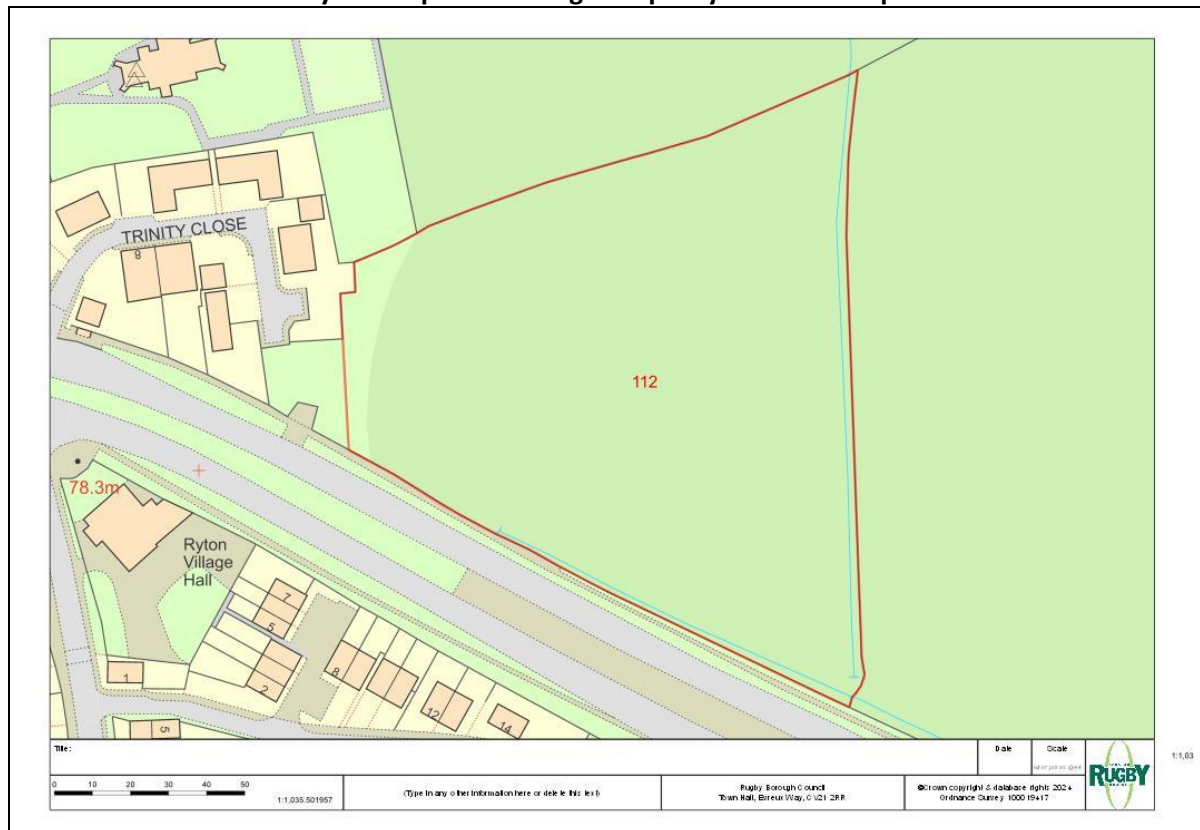 TRINITY CLOSE
8
112
78.3m
Ryton
Village
Hall
7
5
2
1
5
8
12
14
Title:
Date
Scale
0 10 20 30 40 50
1:1,035.501957
(Type in any other information here or delete this text)
Rugby Borough Council
Town Hall, Evreux Way, CV21 2RR
©Crown copyright & database rights 2024
Ordnance Survey 100019417
RUGBY
1:1,03